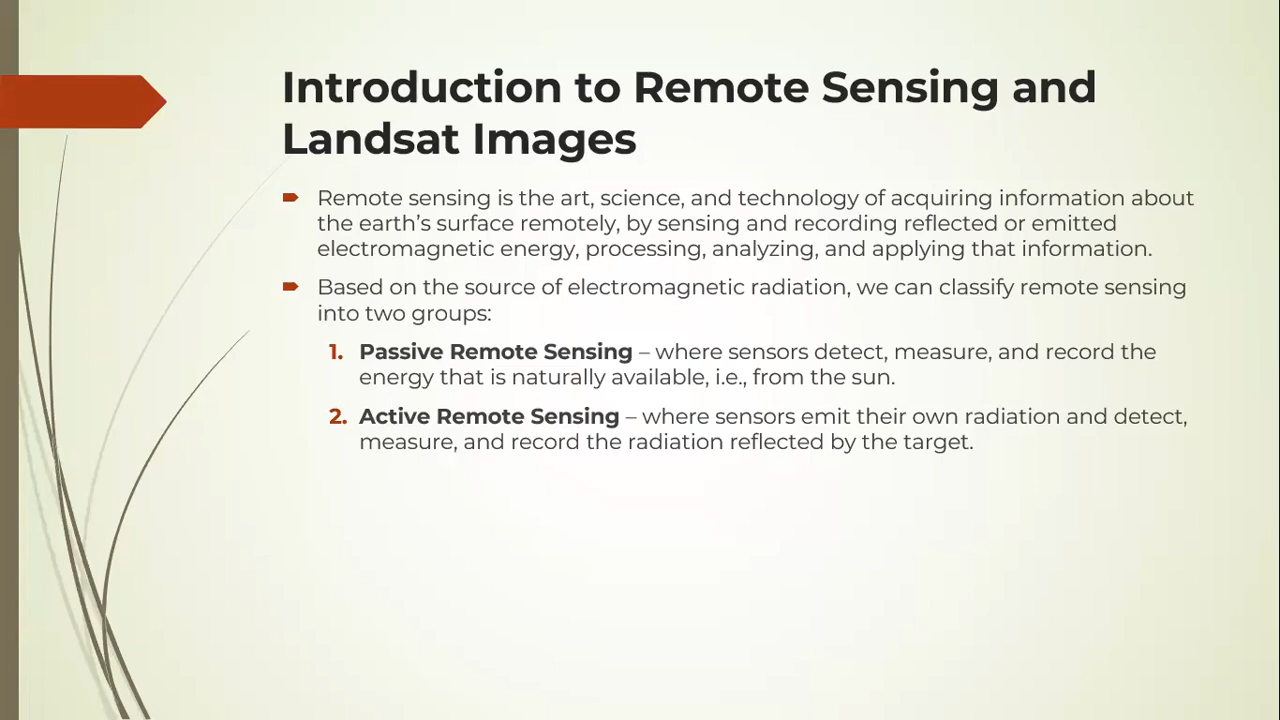 Introduction to Remote Sensing and
Landsat Images
Remote sensing is the art, science, and technology of acquiring information about
the earth’s surface remotely, by sensing and recording reflected or emitted
electromagnetic energy, processing, analyzing, and applying that information.
Based on the source of electromagnetic radiation, we can classify remote sensing
into two groups:
1. Passive Remote Sensing – where sensors detect, measure, and record the
energy that is naturally available, i.e., from the sun.
2. Active Remote Sensing – where sensors emit their own radiation and detect,
measure, and record the radiation reflected by the target.